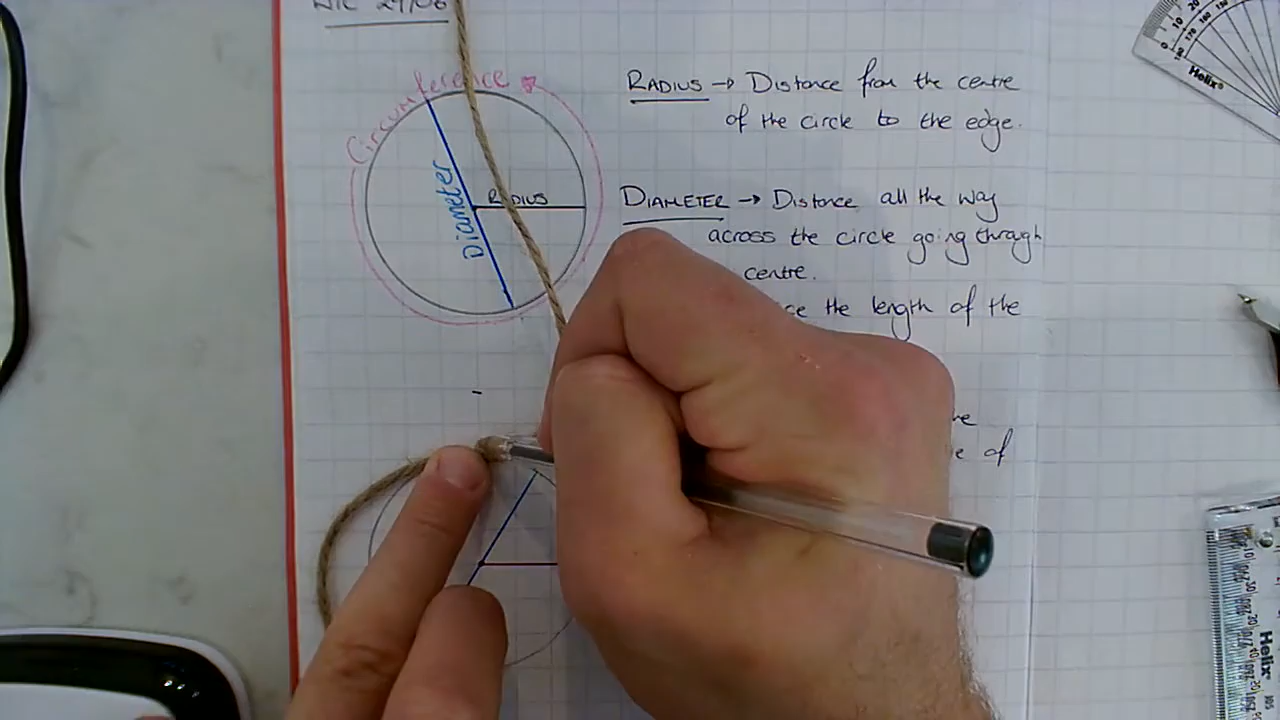 Circumference
Diameter
RADIUS
RADIUS → Distance from the centre
of the circle to the edge.
DIAMETER → Distance all the way
across the circle going through
centre.
the length of the
of
Helix
Helix